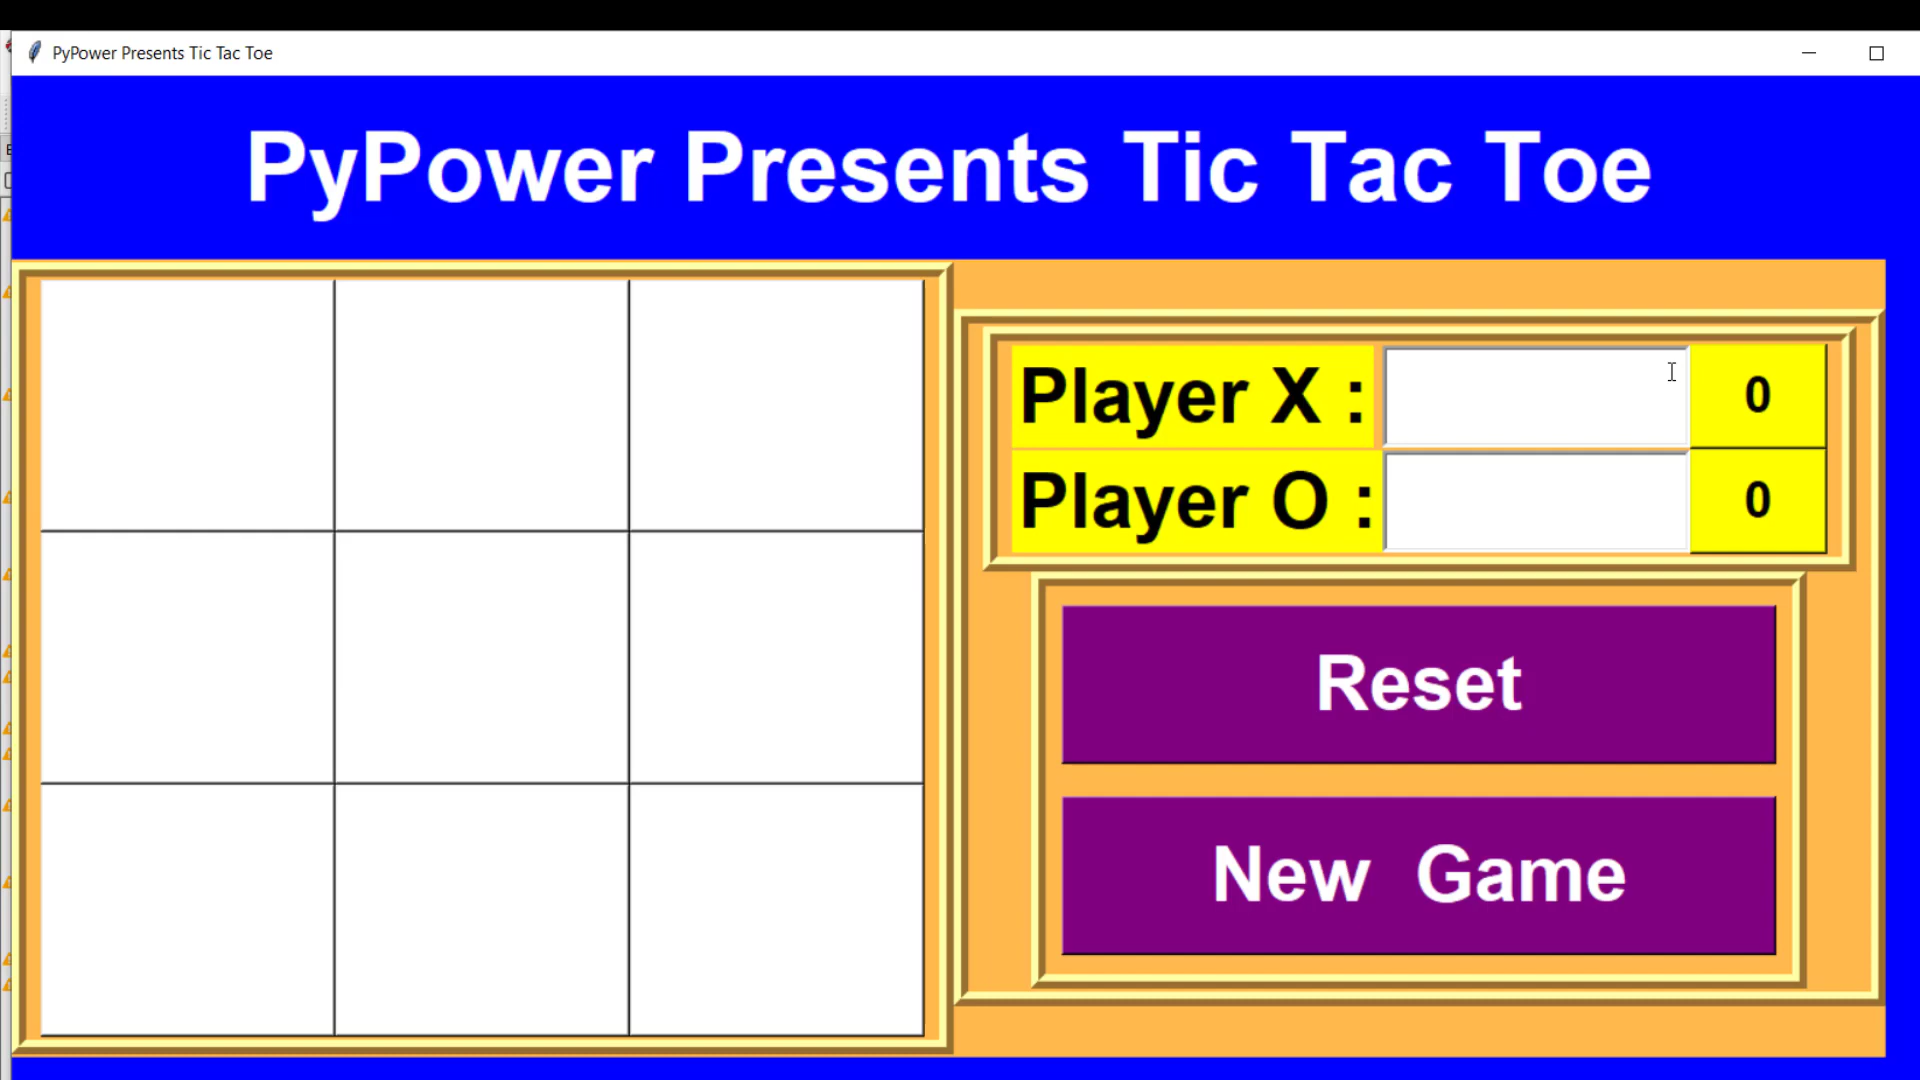 PyPower Presents Tic Tac Toe
PyPower Presents Tic Tac Toe
Player X : 0
Player O : 0
Reset
New Game